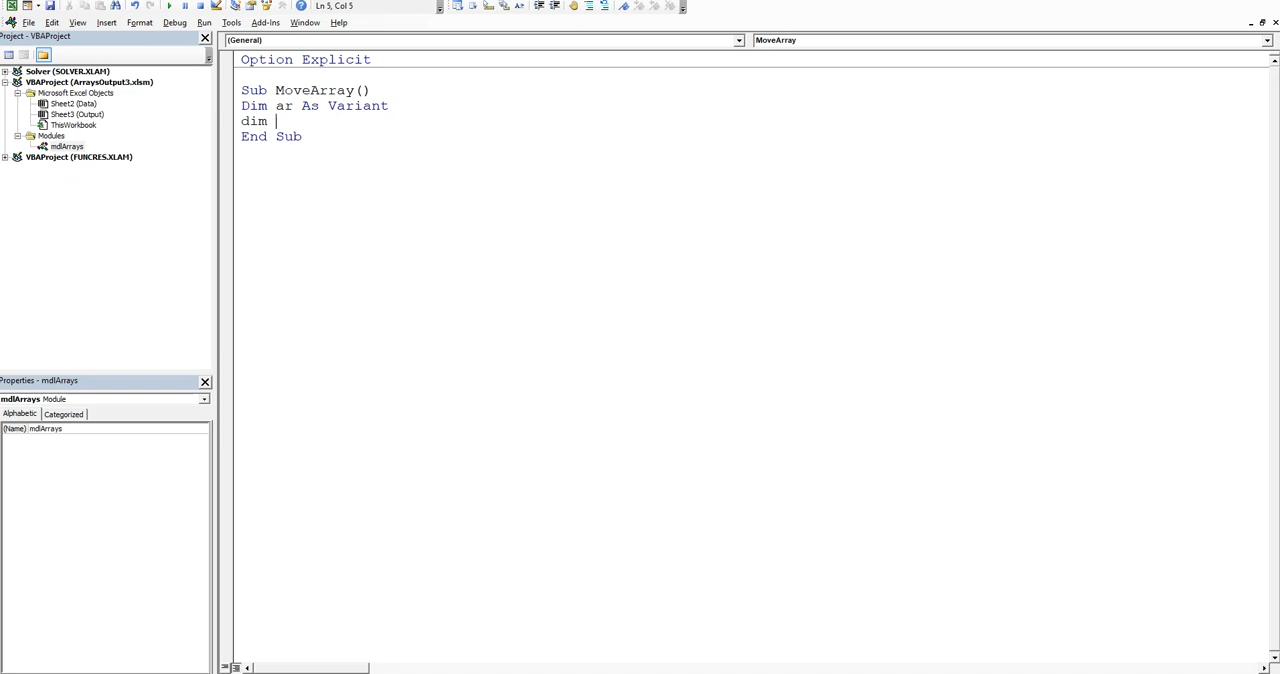 Ln 5, Col 5
File Edit View Insert Format Debug Run Tools Add-Ins Window Help
Project - VBAProject
(General) MoveArray
Solver (SOLVER.XLAM)
VBAProject (ArraysOutput3.xlsm)
Microsoft Excel Objects
Sheet2 (Data)
Sheet3 (Output)
ThisWorkbook
Modules
mdlArrays
VBAProject (FUNCRES.XLAM)
Properties - mdlArrays
mdlArrays Module
Alphabetic Categorized
(Name) mdlArrays
Option Explicit
Sub MoveArray()
Dim ar As Variant
dim
End Sub